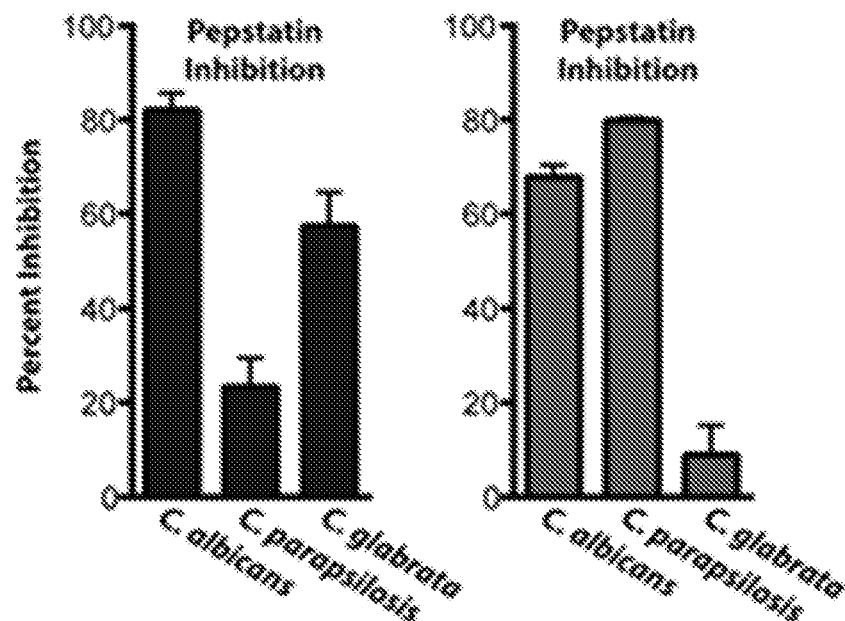 Pepstatin
Inhibition
Percent Inhibition
100
80
60
40
20
0
C. albicans
C. parapsilosis
C. glabrata
Pepstatin
Inhibition
100
80
60
40
20
0
C. albicans
C. parapsilosis
C. glabrata